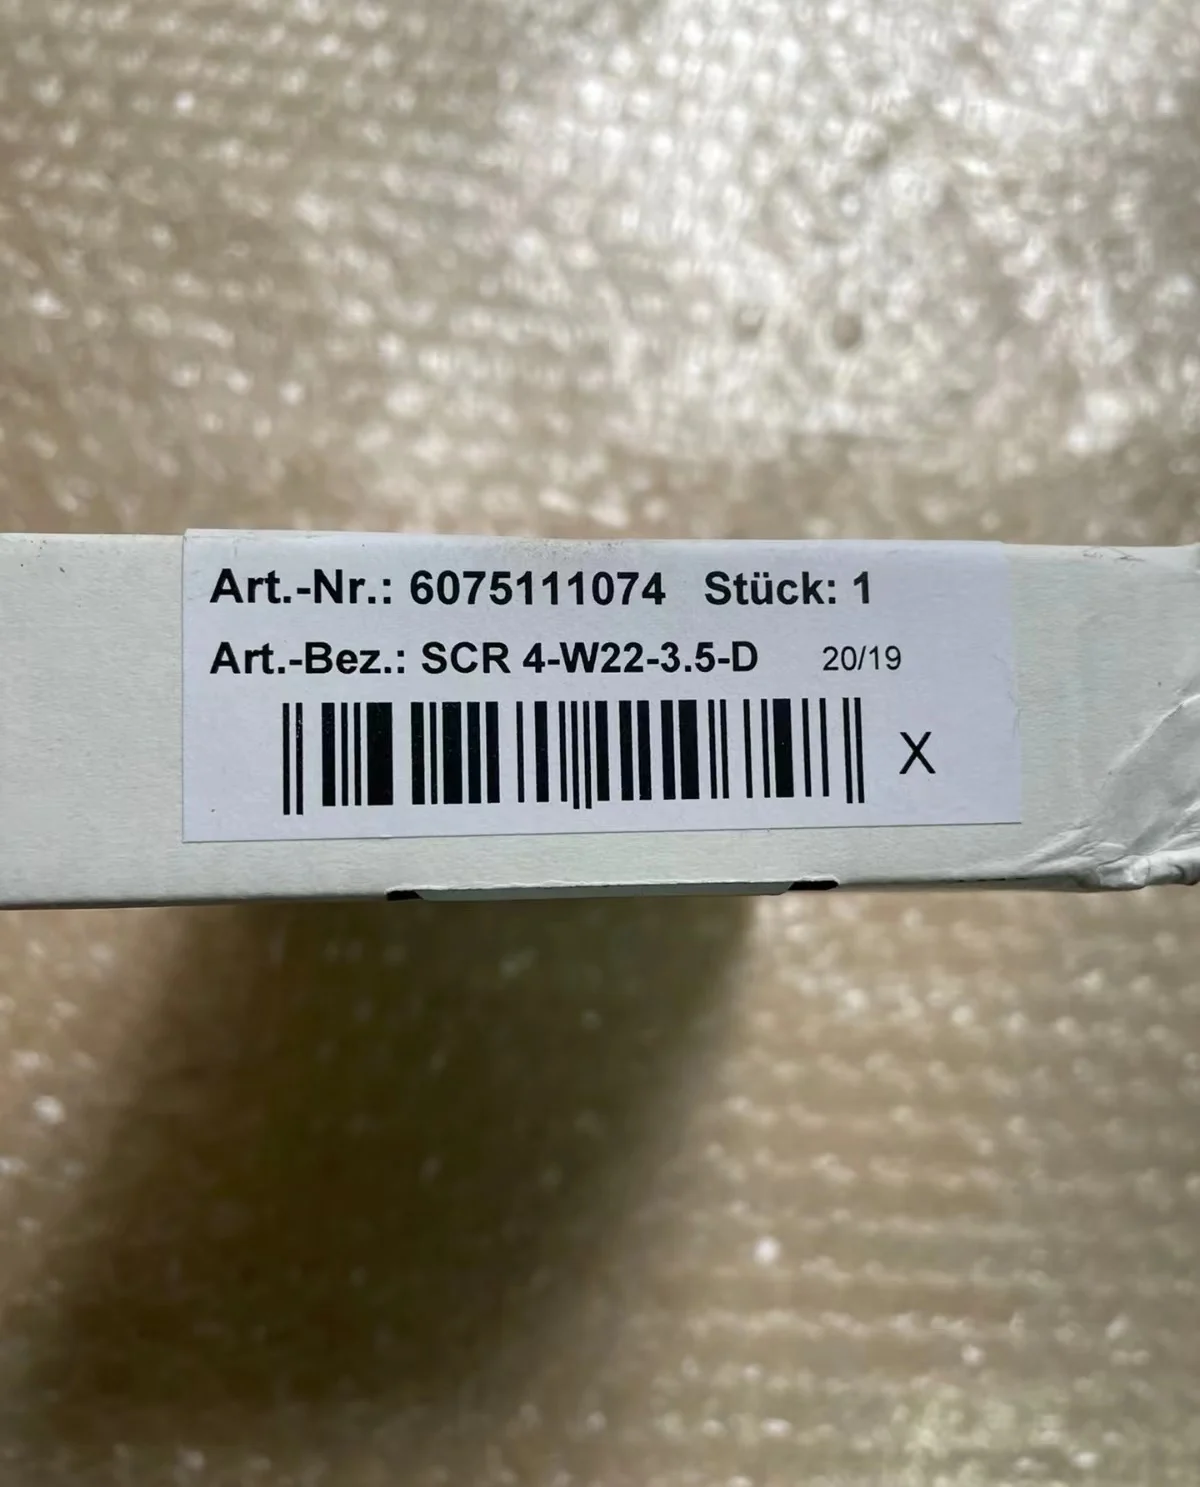 Art.-Nr.: 6075111074 Stück: 1
Art.-Bez.: SCR 4-W22-3.5-D 20/19
X